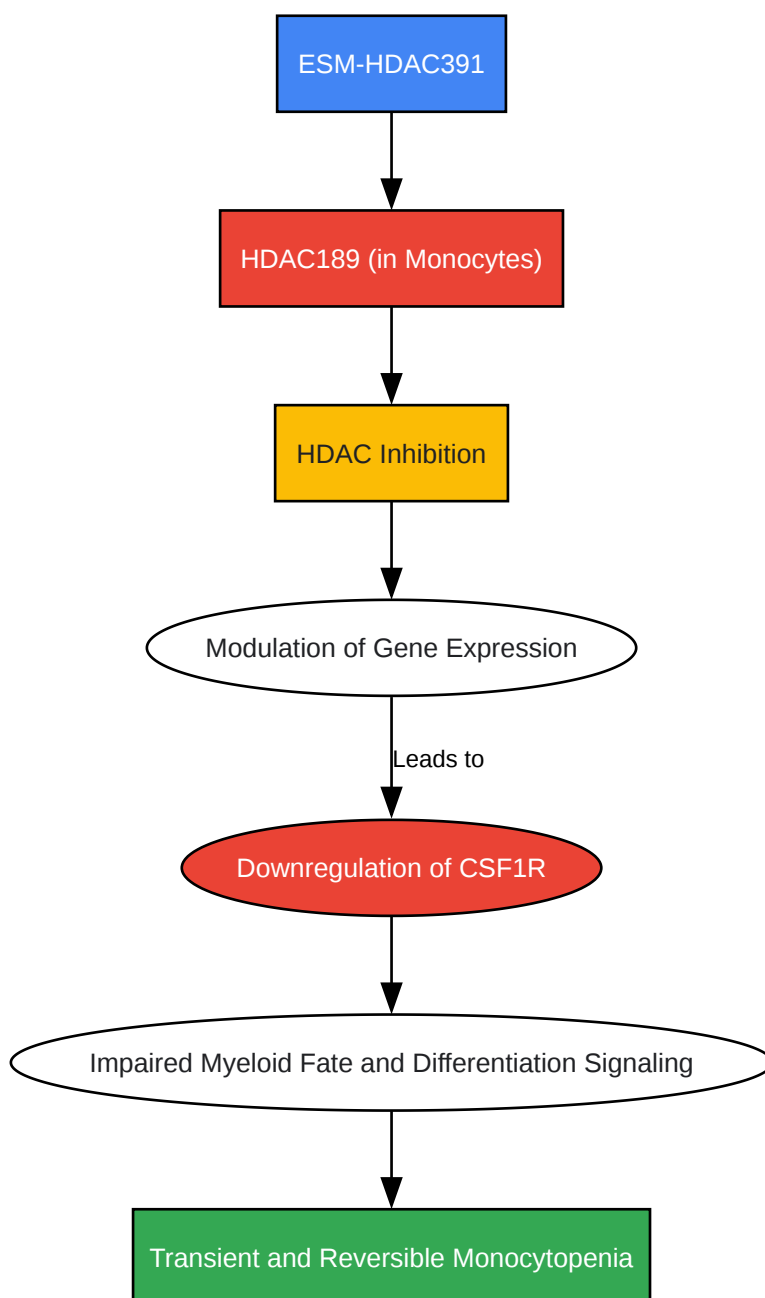 ESM-HDAC391
HDAC189 (in Monocytes)
HDAC Inhibition
Modulation of Gene Expression
Leads to
Downregulation of CSF1R
Impaired Myeloid Fate and Differentiation Signaling
Transient and Reversible Monocytopenia